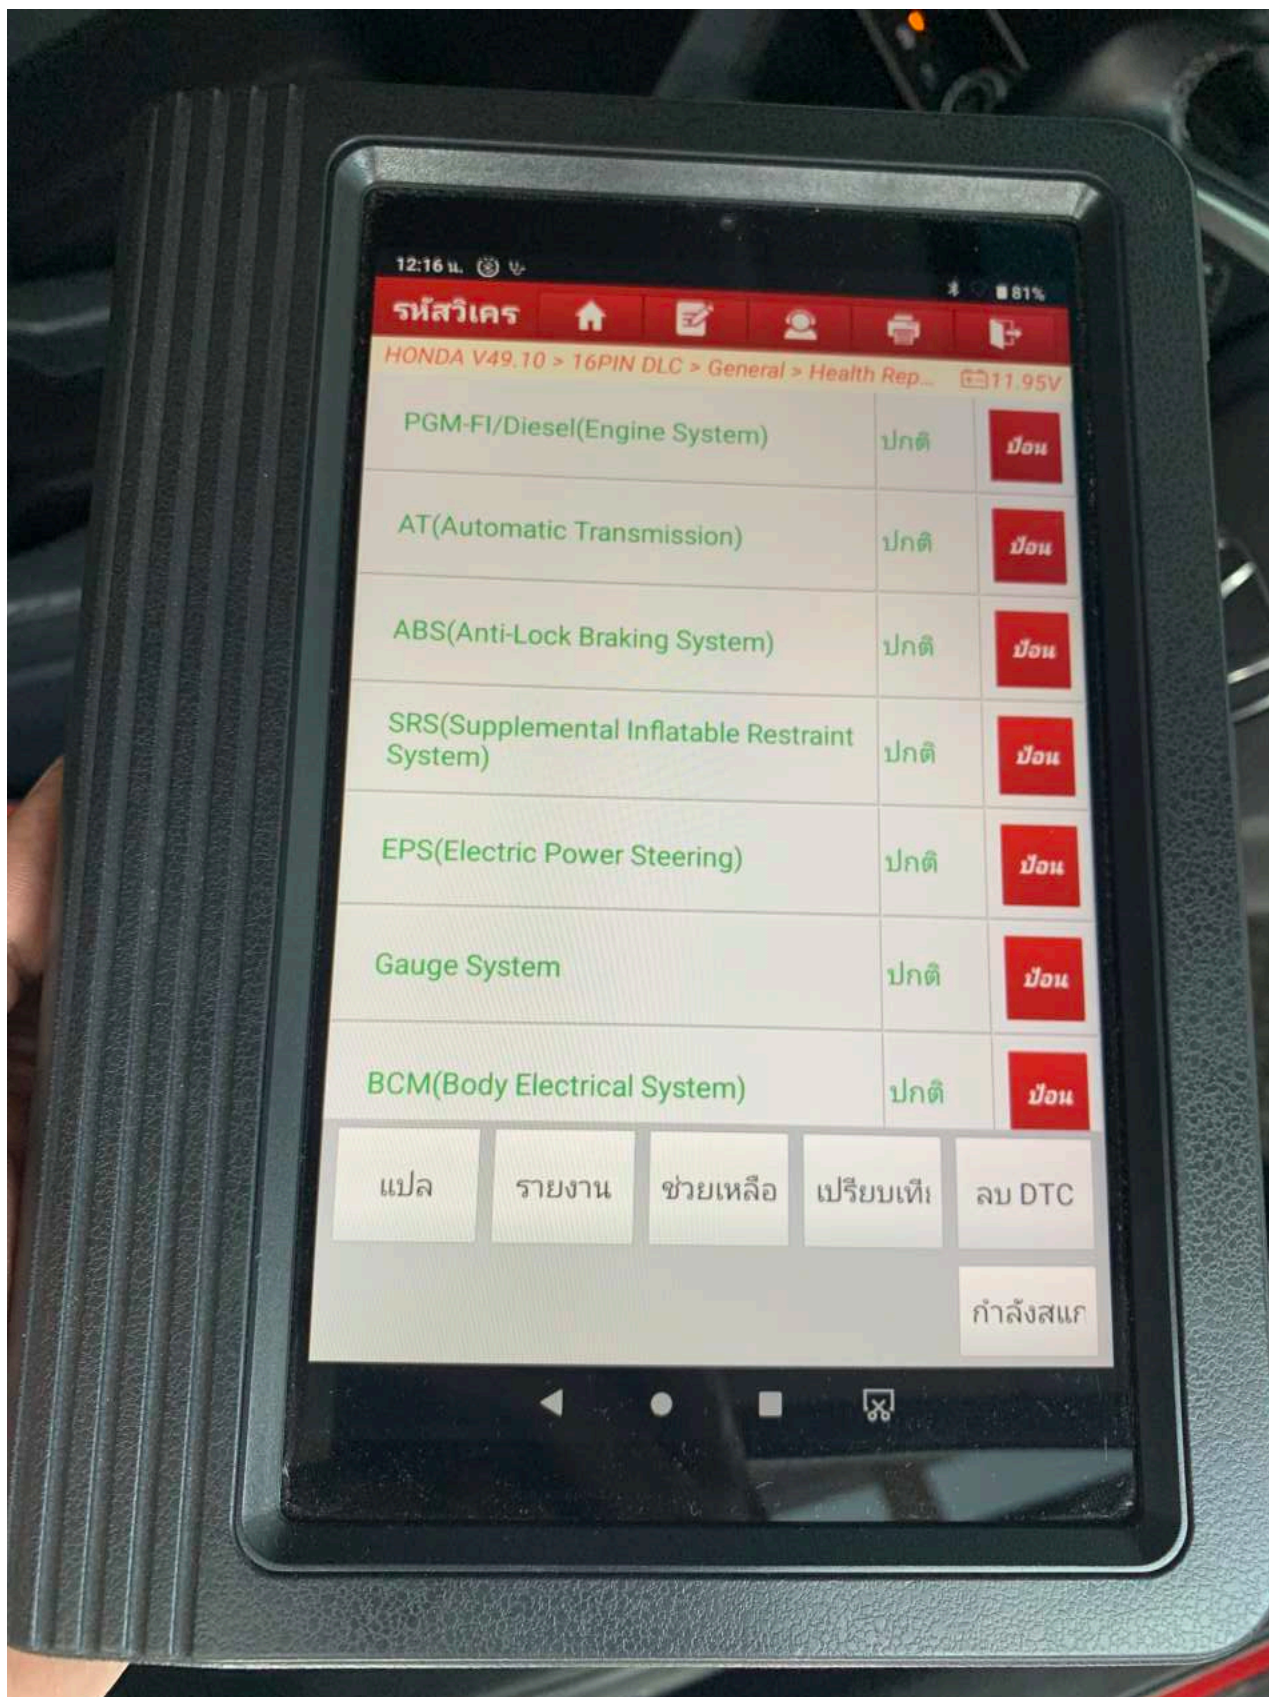 12:16 น.
81%
รหัสวิเคร
HONDA V49.10 > 16PIN DLC > General > Health Rep... 11.95V
PGM-FI/Diesel(Engine System) ปกติ ป้อน
AT(Automatic Transmission) ปกติ ป้อน
ABS(Anti-Lock Braking System) ปกติ ป้อน
SRS(Supplemental Inflatable Restraint
System) ปกติ ป้อน
EPS(Electric Power Steering) ปกติ ป้อน
Gauge System ปกติ ป้อน
BCM(Body Electrical System) ปกติ ป้อน
แปล รายงาน ช่วยเหลือ เปรียบเทีย ลบ DTC
กำลังสแก